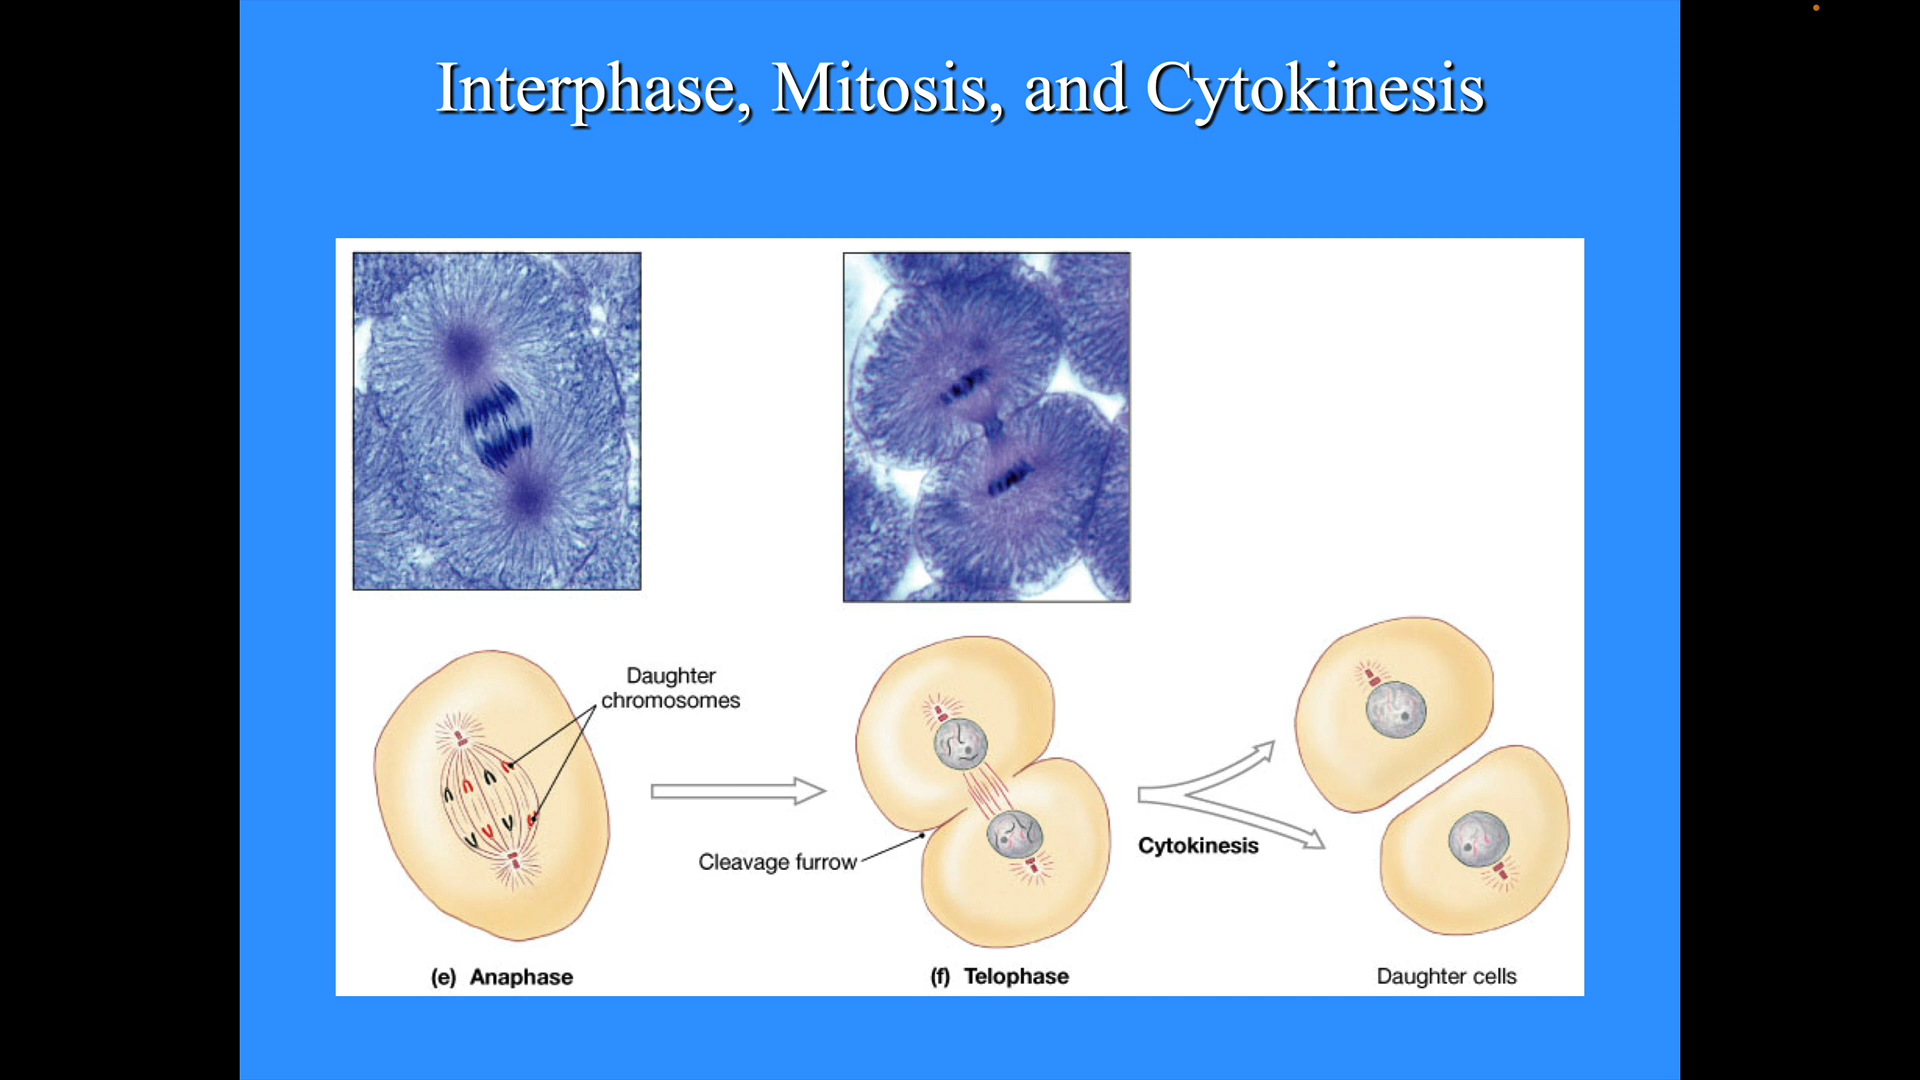 Interphase, Mitosis, and Cytokinesis
Daughter
chromosomes
Cleavage furrow
Cytokinesis
(e) Anaphase
(f) Telophase
Daughter cells